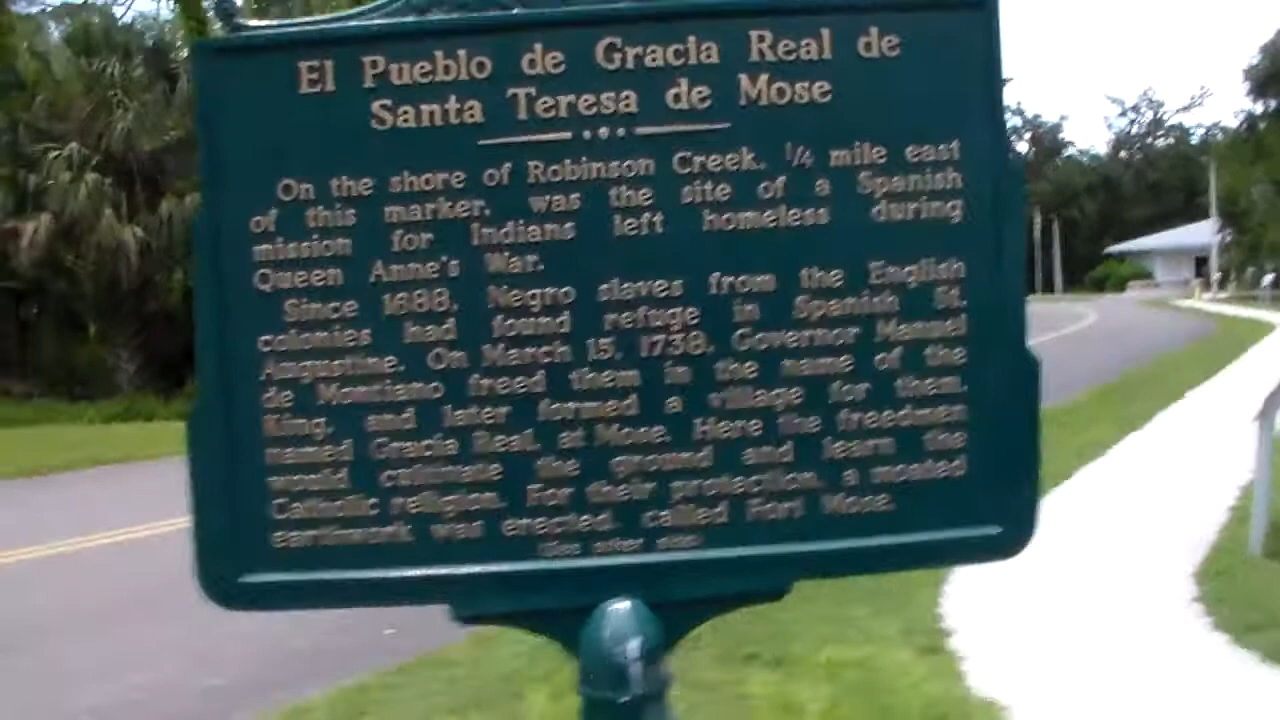 El Pueblo de Gracia Real de
Santa Teresa de Mose
On the shore of Robinson Creek, 1/4 mile east
of this marker, was the site of a Spanish
mission for Indians left homeless during
Queen Anne's War.
Since 1688, Negro slaves from the English
colonies had found refuge in Spanish St.
Augustine. On March 15, 1738, Governor Manuel
de Montiano freed them in the name of the
King, and later formed a village for them,
named Gracia Real, at Mose. Here the freedmen
would cultivate the ground and learn the
Catholic religion. For their protection, a moated
earthwork was erected, called Fort Mose.
(See other side)